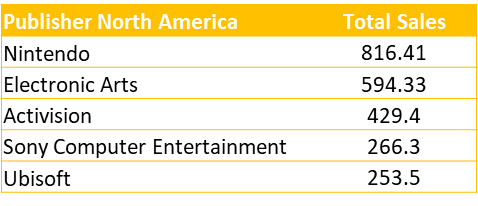 Publisher North America Total Sales
Nintendo 816.41
Electronic Arts 594.33
Activision 429.4
Sony Computer Entertainment 266.3
Ubisoft 253.5